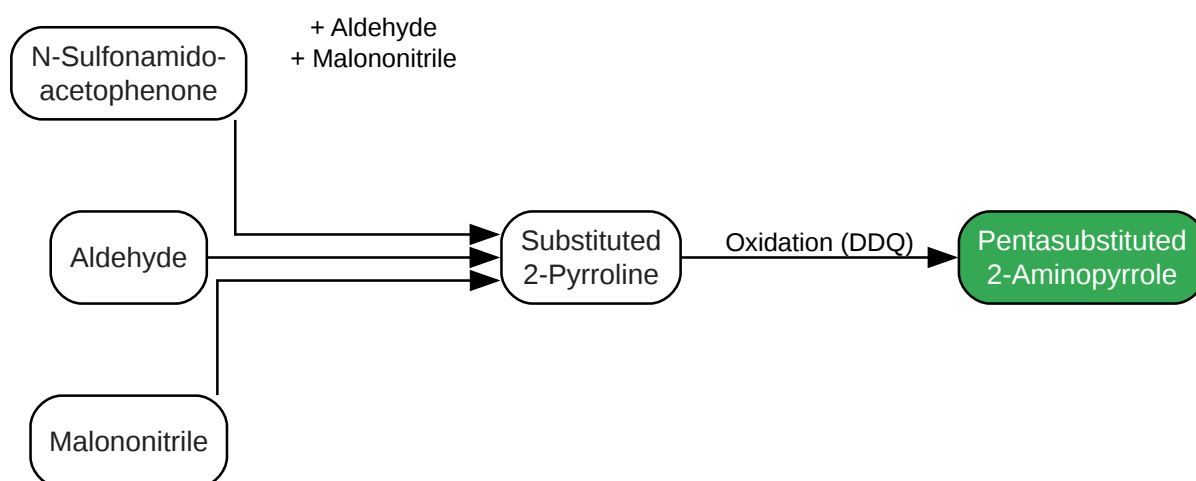 + Aldehyde
+ Malononitrile
N-Sulfonamido-
acetophenone
Aldehyde
Substituted
2-Pyrroline
Oxidation (DDQ)
Pentasubstituted
2-Aminopyrrole
Malononitrile